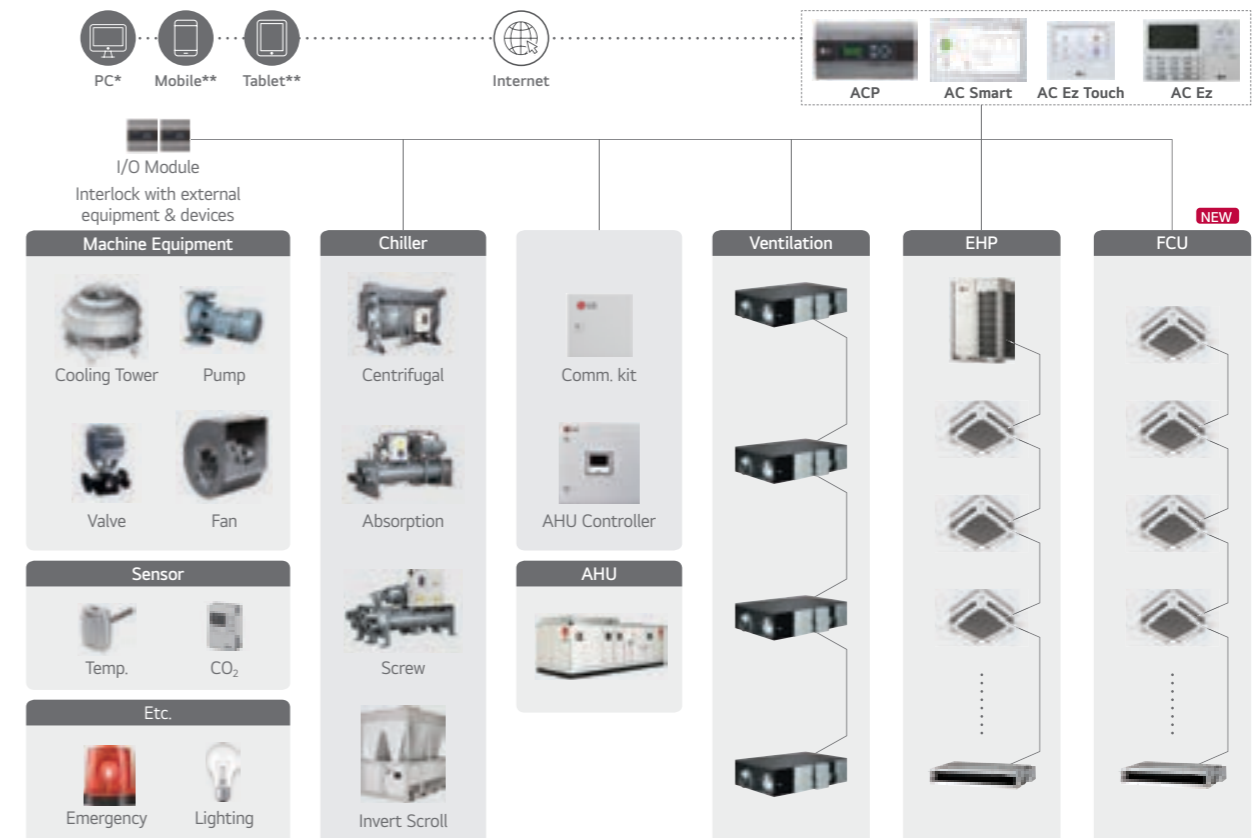 PC*
Mobile**
Tablet**
Internet
ACP
AC Smart
AC Ez Touch
AC Ez
I/O Module
Interlock with external
equipment & devices
NEW
Machine Equipment
Cooling Tower
Pump
Valve
Fan
Sensor
Temp.
CO₂
Etc.
Emergency
Lighting
Chiller
Centrifugal
Absorption
Screw
Invert Scroll
Comm. kit
AHU Controller
AHU
Ventilation
EHP
FCU